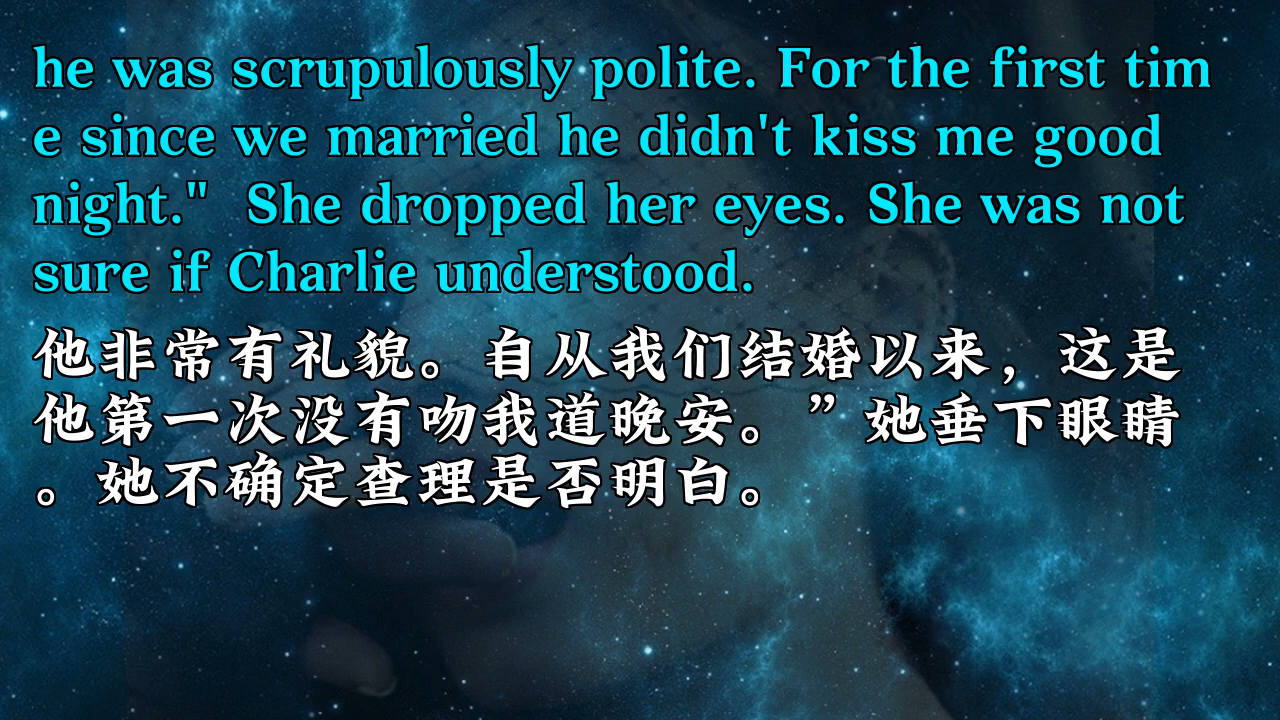 he was scrupulously polite. For the first tim
e since we married he didn't kiss me good
night."  She dropped her eyes. She was not
sure if Charlie understood.
他非常有礼貌。自从我们结婚以来，这是
他第一次没有吻我道晚安。”她垂下眼睛
。她不确定查理是否明白。